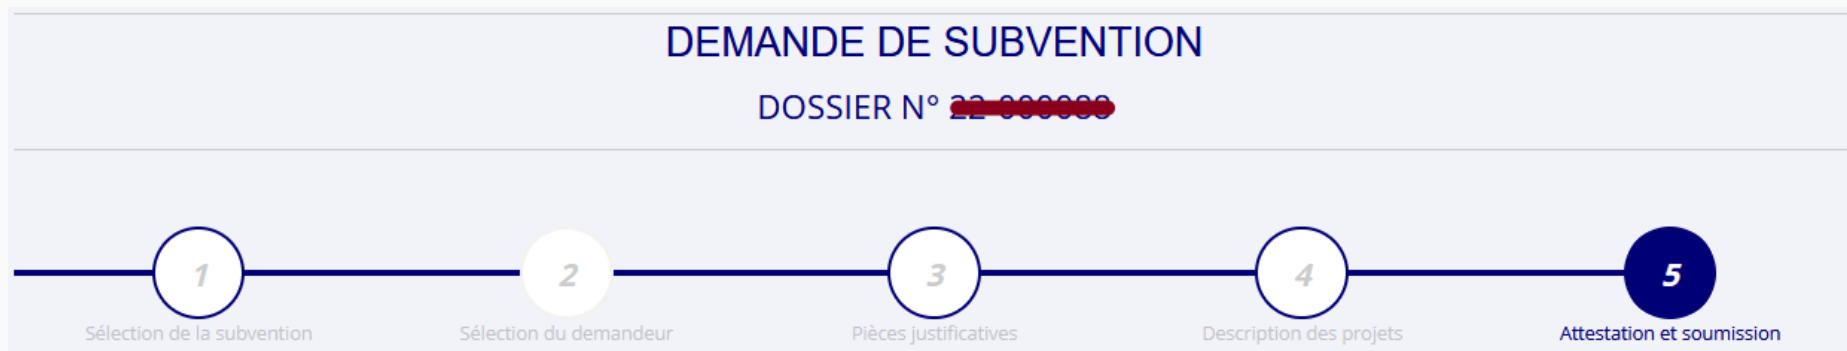 DEMANDE DE SUBVENTION
DOSSIER N°
1
2
3
4
5
Sélection de la subvention
Sélection du demandeur
Pièces justificatives
Description des projets
Attestation et soumission